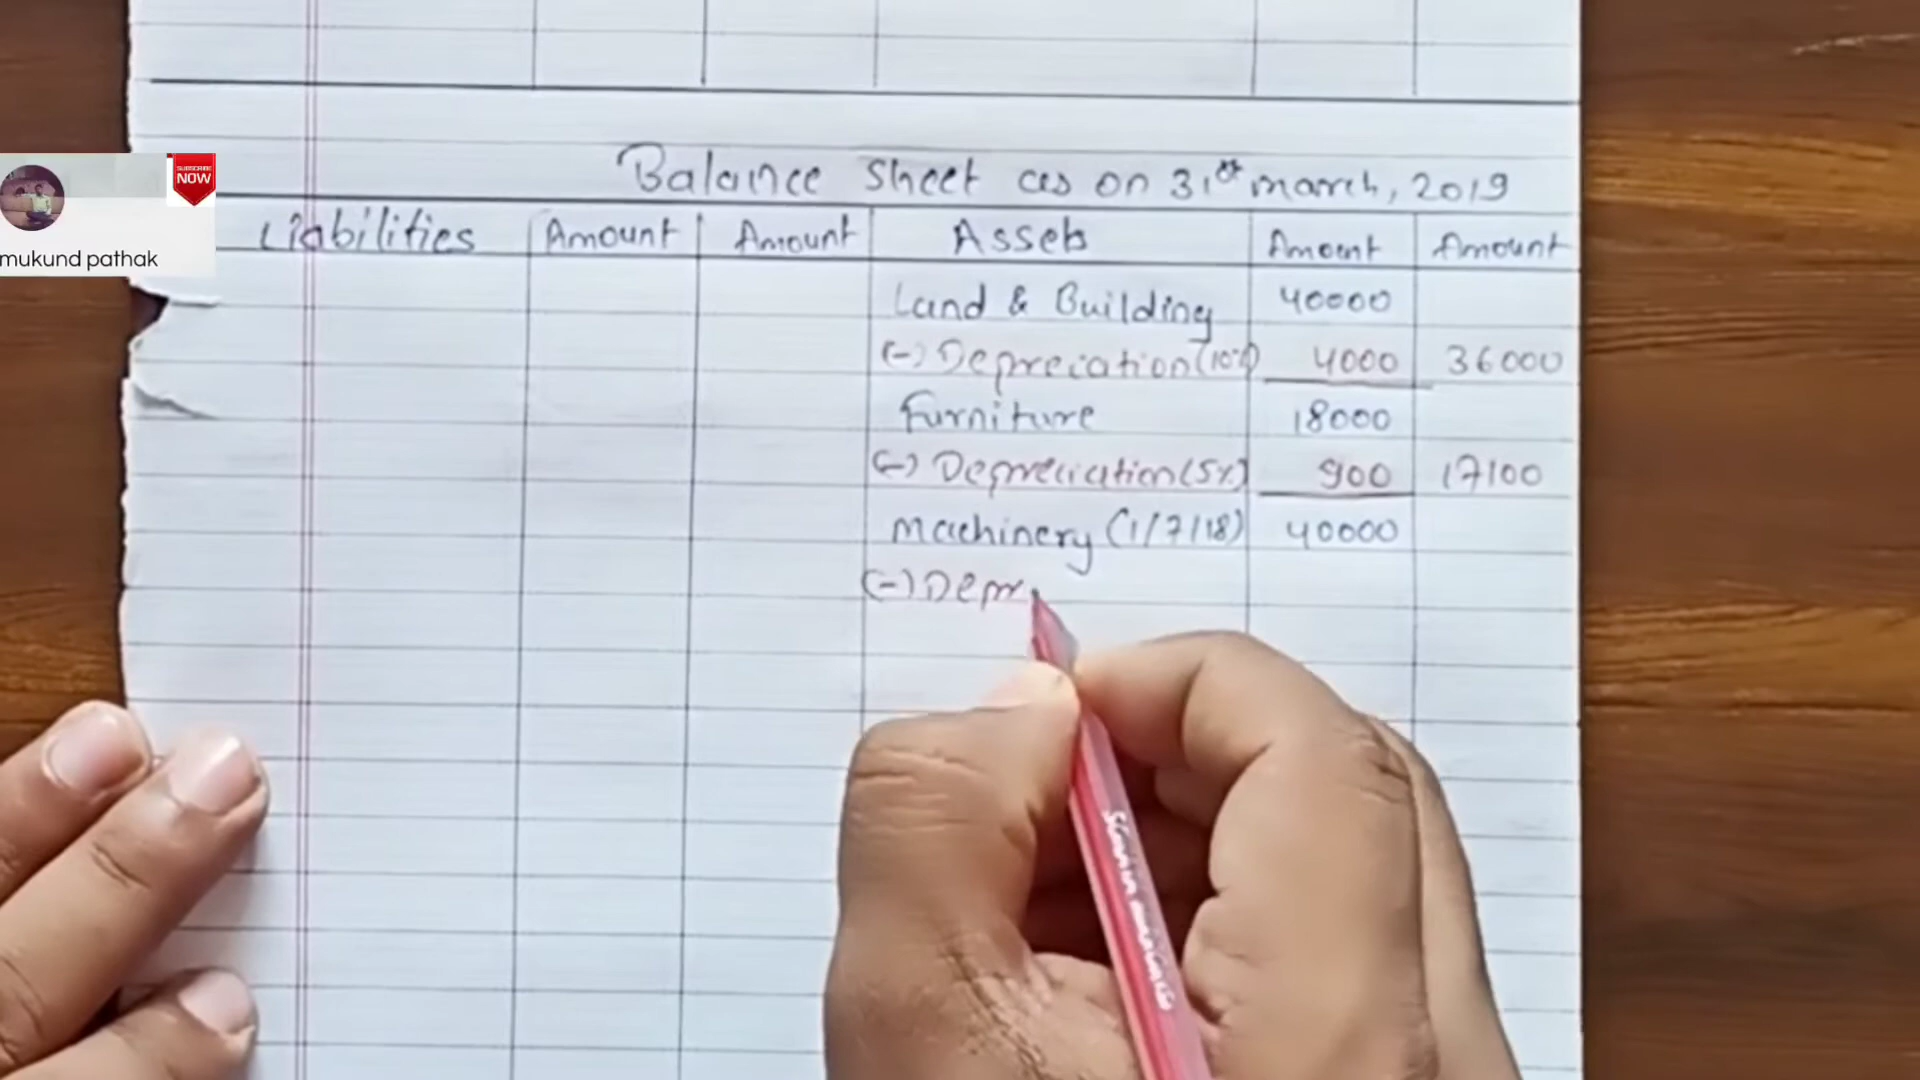 Balance Sheet as on 31st march, 2019
SUBSCRIBE
NOW
mukund pathak
Liabilities Amount Amount Assets Amount Amount
Land & Building 40000
(-) Depreciation (10%) 4000 36000
Furniture 18000
(-) Depreciation (5%) 900 17100
Machinery (1/7/18) 40000
(-) Depr